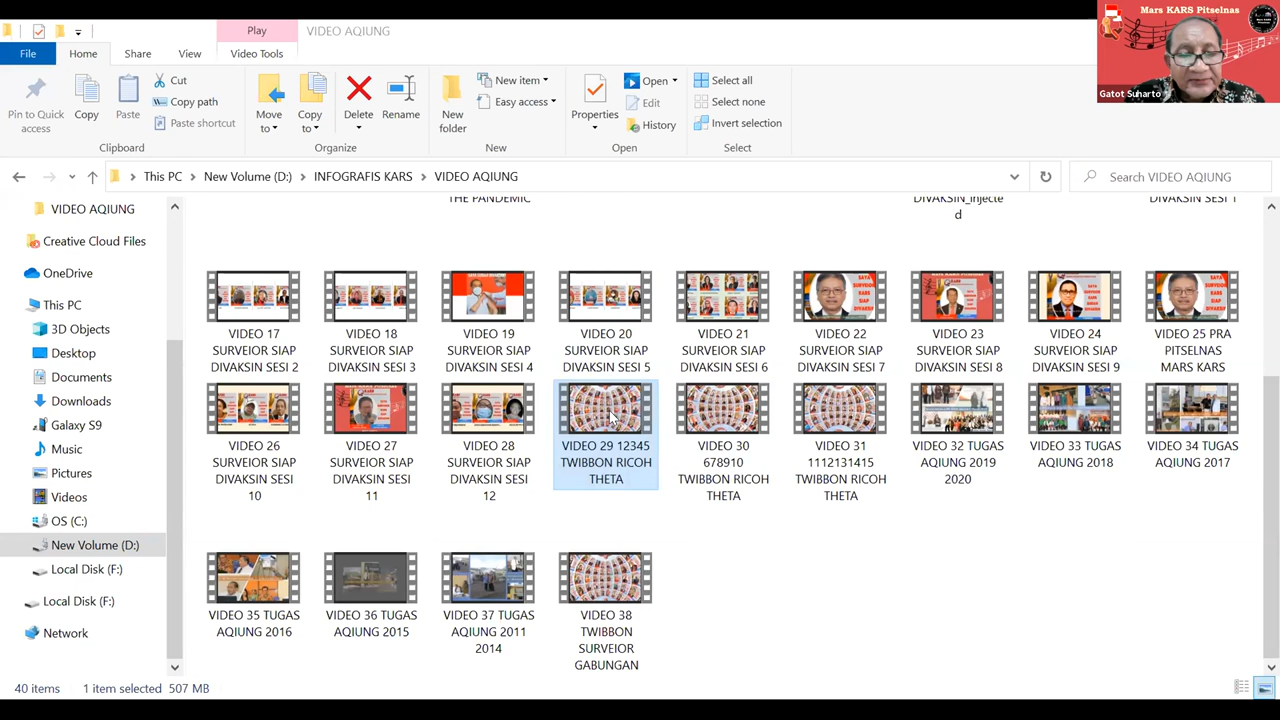 Play
VIDEO AQIUNG
File
Home
Share
View
Video Tools
Pin to Quick
access
Copy
Paste
Cut
Copy path
Paste shortcut
Clipboard
Move
to
Copy
to
Delete
Rename
Organize
New
folder
New item
Easy access
New
Properties
Open
Edit
History
Open
Select all
Select none
Invert selection
Select
Mars KARS Pitselnas
Gatot Suharto
This PC
New Volume (D:)
INFOGRAFIS KARS
VIDEO AQIUNG
Search VIDEO AQIUNG
VIDEO AQIUNG
Creative Cloud Files
OneDrive
This PC
3D Objects
Desktop
Documents
Downloads
Galaxy S9
Music
Pictures
Videos
OS (C:)
New Volume (D:)
Local Disk (F:)
Local Disk (F:)
Network
THE PANDEMIC
DIVAKSIN_injecte
d
DIVAKSIN SESI 1
VIDEO 17
SURVEIOR SIAP
DIVAKSIN SESI 2
VIDEO 18
SURVEIOR SIAP
DIVAKSIN SESI 3
VIDEO 19
SURVEIOR SIAP
DIVAKSIN SESI 4
VIDEO 20
SURVEIOR SIAP
DIVAKSIN SESI 5
VIDEO 21
SURVEIOR SIAP
DIVAKSIN SESI 6
VIDEO 22
SURVEIOR SIAP
DIVAKSIN SESI 7
VIDEO 23
SURVEIOR SIAP
DIVAKSIN SESI 8
VIDEO 24
SURVEIOR SIAP
DIVAKSIN SESI 9
VIDEO 25 PRA
PITSELNAS
MARS KARS
VIDEO 26
SURVEIOR SIAP
DIVAKSIN SESI
10
VIDEO 27
SURVEIOR SIAP
DIVAKSIN SESI
11
VIDEO 28
SURVEIOR SIAP
DIVAKSIN SESI
12
VIDEO 29 12345
TWIBBON RICOH
THETA
VIDEO 30
678910
TWIBBON RICOH
THETA
VIDEO 31
1112131415
TWIBBON RICOH
THETA
VIDEO 32 TUGAS
AQIUNG 2019
2020
VIDEO 33 TUGAS
AQIUNG 2018
VIDEO 34 TUGAS
AQIUNG 2017
VIDEO 35 TUGAS
AQIUNG 2016
VIDEO 36 TUGAS
AQIUNG 2015
VIDEO 37 TUGAS
AQIUNG 2011
2014
VIDEO 38
TWIBBON
SURVEIOR
GABUNGAN
40 items
1 item selected
507 MB